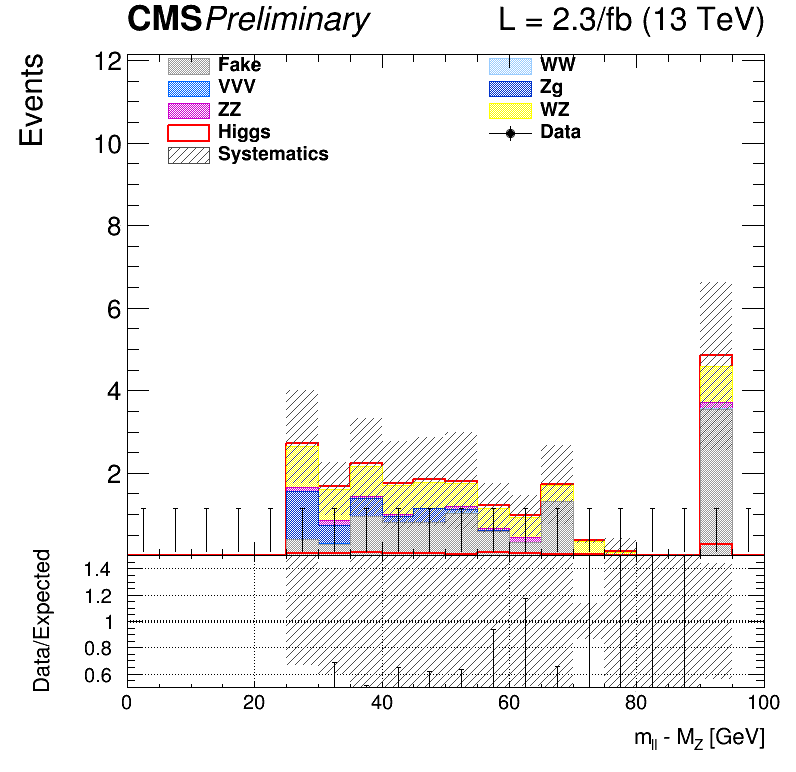 CMS Preliminary L = 2.3/fb (13 TeV)
Events
12
10
8
6
4
2
Fake WW
VVV Zg
ZZ WZ
Higgs Data
Systematics
Data/Expected
1.4
1.2
1
0.8
0.6
0 20 40 60 80 100
m_ll - M_Z [GeV]